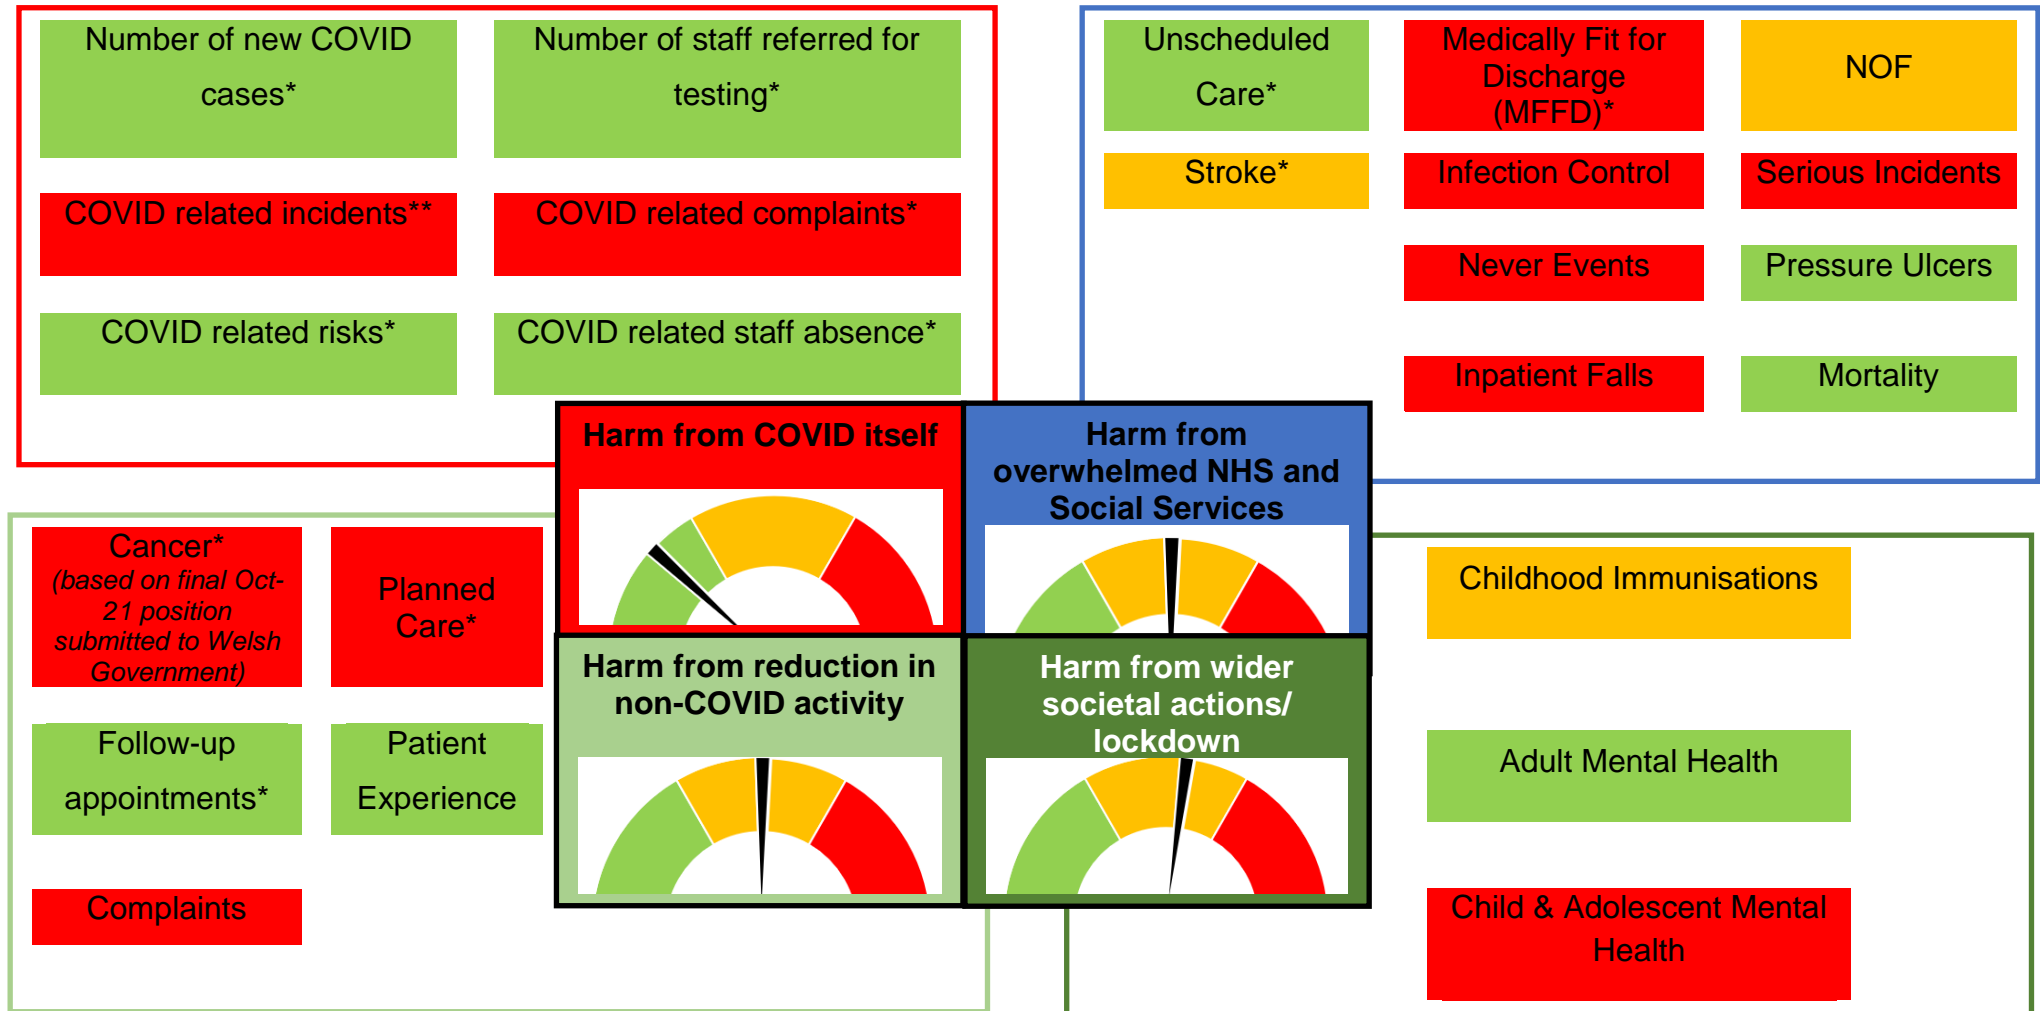 Number of new COVID
cases*
Number of staff referred for
testing*
COVID related incidents**
COVID related complaints*
COVID related risks*
COVID related staff absence*
Unscheduled
Care*
Medically Fit for
Discharge
(MFFD)*
NOF
Stroke*
Infection Control
Serious Incidents
Never Events
Pressure Ulcers
Inpatient Falls
Mortality
Harm from COVID itself
Harm from
overwhelmed NHS and
Social Services
Cancer*
(based on final Oct-
21 position
submitted to Welsh
Government)
Planned
Care*
Follow-up
appointments*
Patient
Experience
Complaints
Harm from reduction in
non-COVID activity
Harm from wider
societal actions/
lockdown
Childhood Immunisations
Adult Mental Health
Child & Adolescent Mental
Health